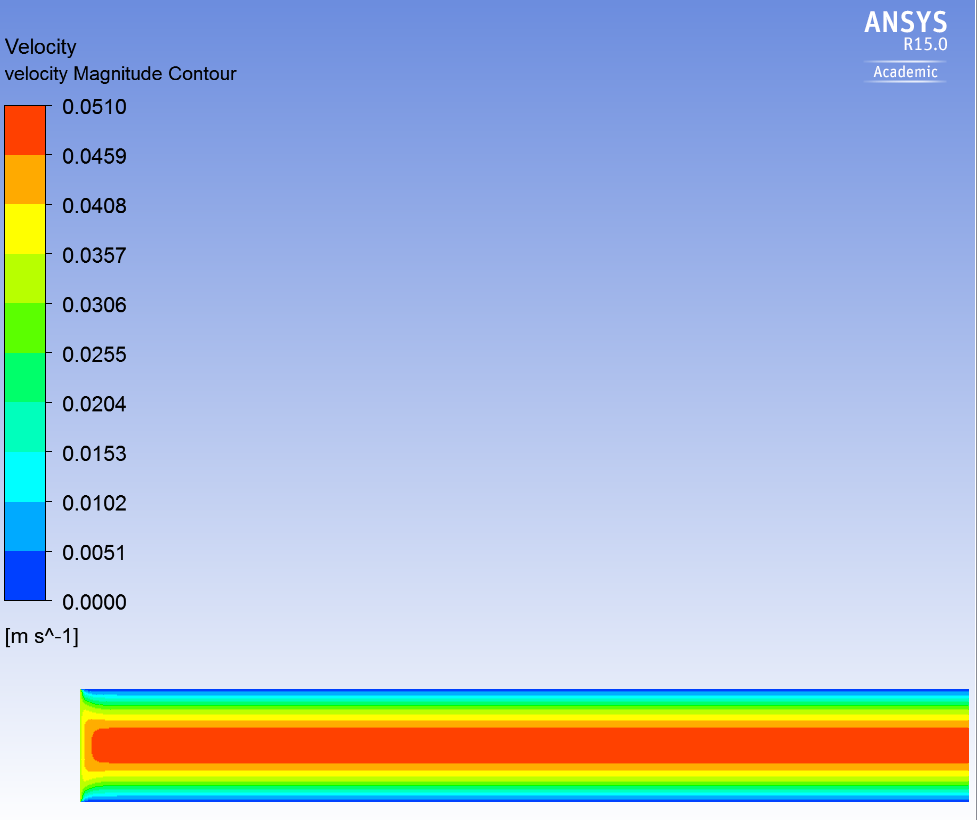 ANSYS
R15.0
Academic
Velocity
velocity Magnitude Contour
0.0510
0.0459
0.0408
0.0357
0.0306
0.0255
0.0204
0.0153
0.0102
0.0051
0.0000
[m s^-1]